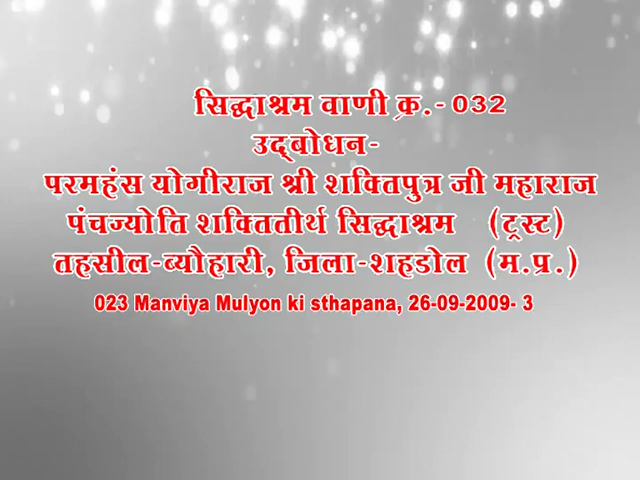 सिद्धाश्रम वाणी क्र.- 032
उद्‌बोधन-
परमहंस योगीराज श्री शक्तिपुत्र जी महाराज
पंचज्योति शक्तितीर्थ सिद्धाश्रम (ट्रस्ट)
तहसील-ब्यौहारी, जिला-शहडोल (म.प्र.)
023 Manviya Mulyon ki sthapana, 26-09-2009- 3